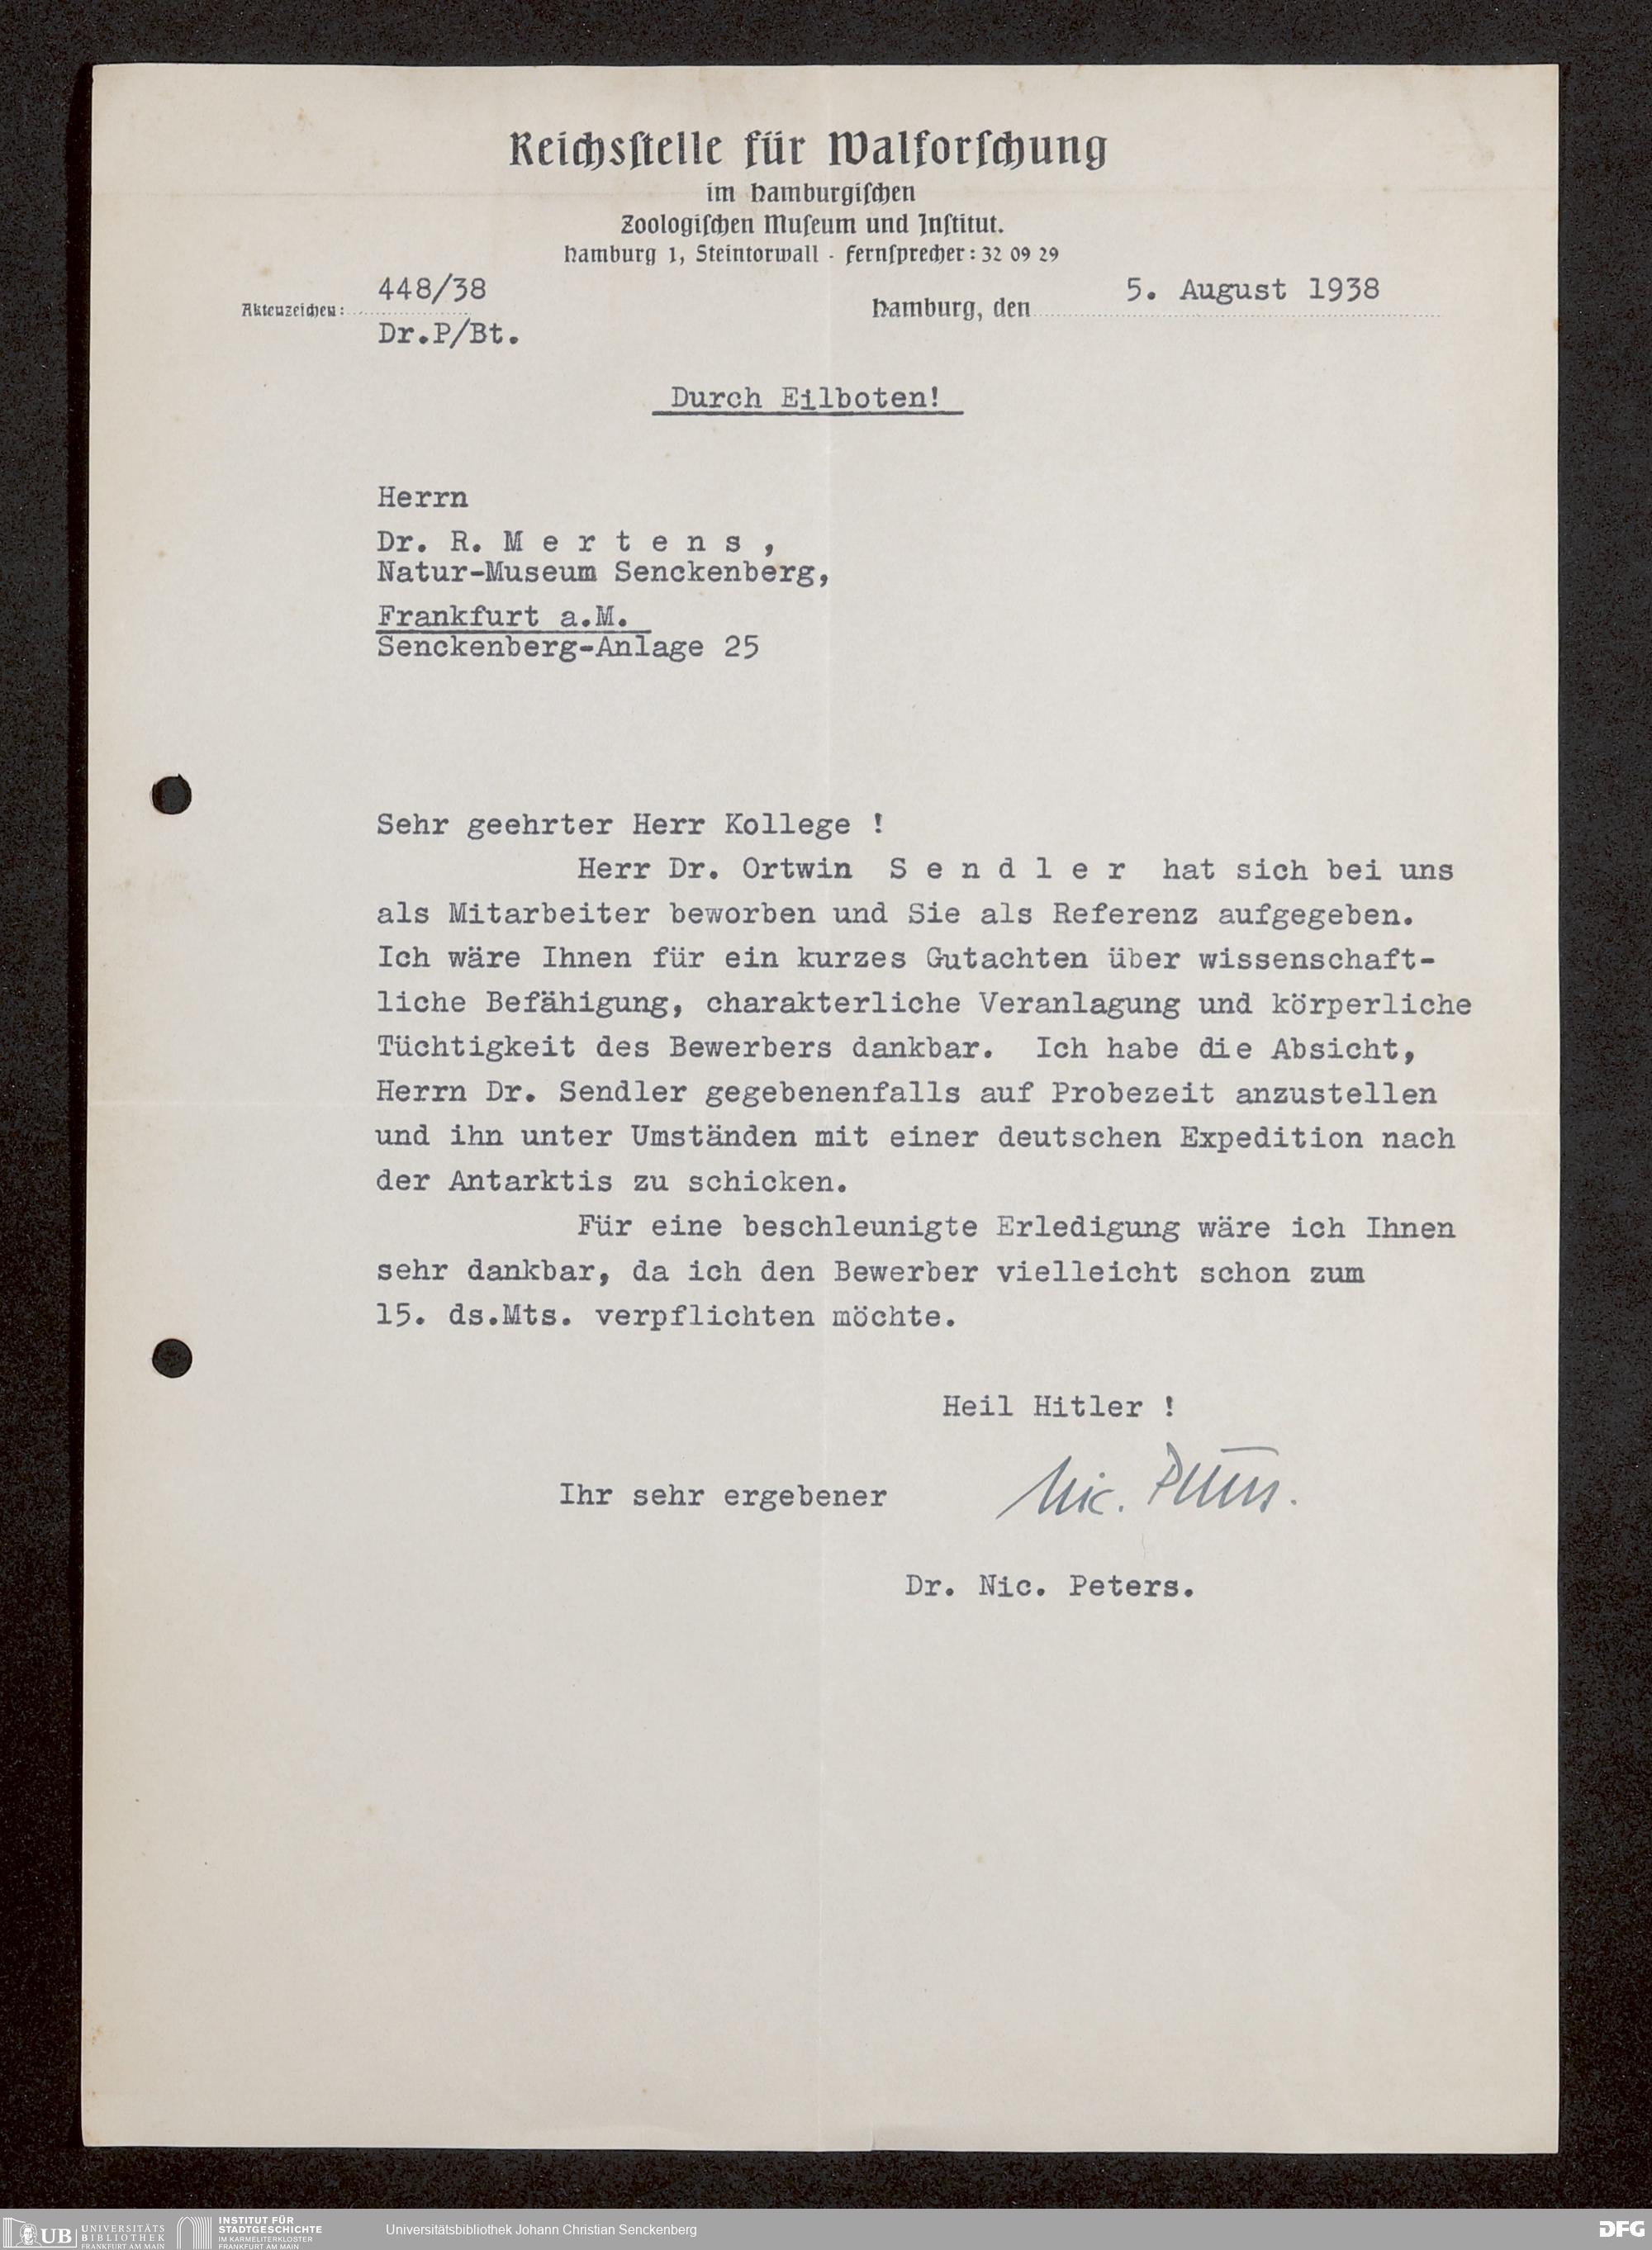 Reichsſtelle für Walforſchung
im Hamburgiſchen
Zoologiſchen Muſeum und Inſtitut.
Hamburg 1, Steintorwall - Fernſprecher: 32 09 29
448/38
Aktenzeichen:
Hamburg, den 5. August 1938
Dr.P/Bt.
Durch Eilboten!
Herrn
Dr. R. M e r t e n s ,
Natur-Museum Senckenberg,
Frankfurt a.M.
Senckenberg-Anlage 25
Sehr geehrter Herr Kollege !
Herr Dr. Ortwin S e n d l e r hat sich bei uns
als Mitarbeiter beworben und Sie als Referenz aufgegeben.
Ich wäre Ihnen für ein kurzes Gutachten über wissenschaft-
liche Befähigung, charakterliche Veranlagung und körperliche
Tüchtigkeit des Bewerbers dankbar. Ich habe die Absicht,
Herrn Dr. Sendler gegebenenfalls auf Probezeit anzustellen
und ihn unter Umständen mit einer deutschen Expedition nach
der Antarktis zu schicken.
Für eine beschleunigte Erledigung wäre ich Ihnen
sehr dankbar, da ich den Bewerber vielleicht schon zum
15. ds.Mts. verpflichten möchte.
Heil Hitler !
Ihr sehr ergebener Nic. Peters.
Dr. Nic. Peters.
UB UNIVERSITÄTS
BIBLIOTHEK
FRANKFURT AM MAIN
INSTITUT FÜR
STADTGESCHICHTE
IM KARMELITERKLOSTER
FRANKFURT AM MAIN
Universitätsbibliothek Johann Christian Senckenberg
DFG